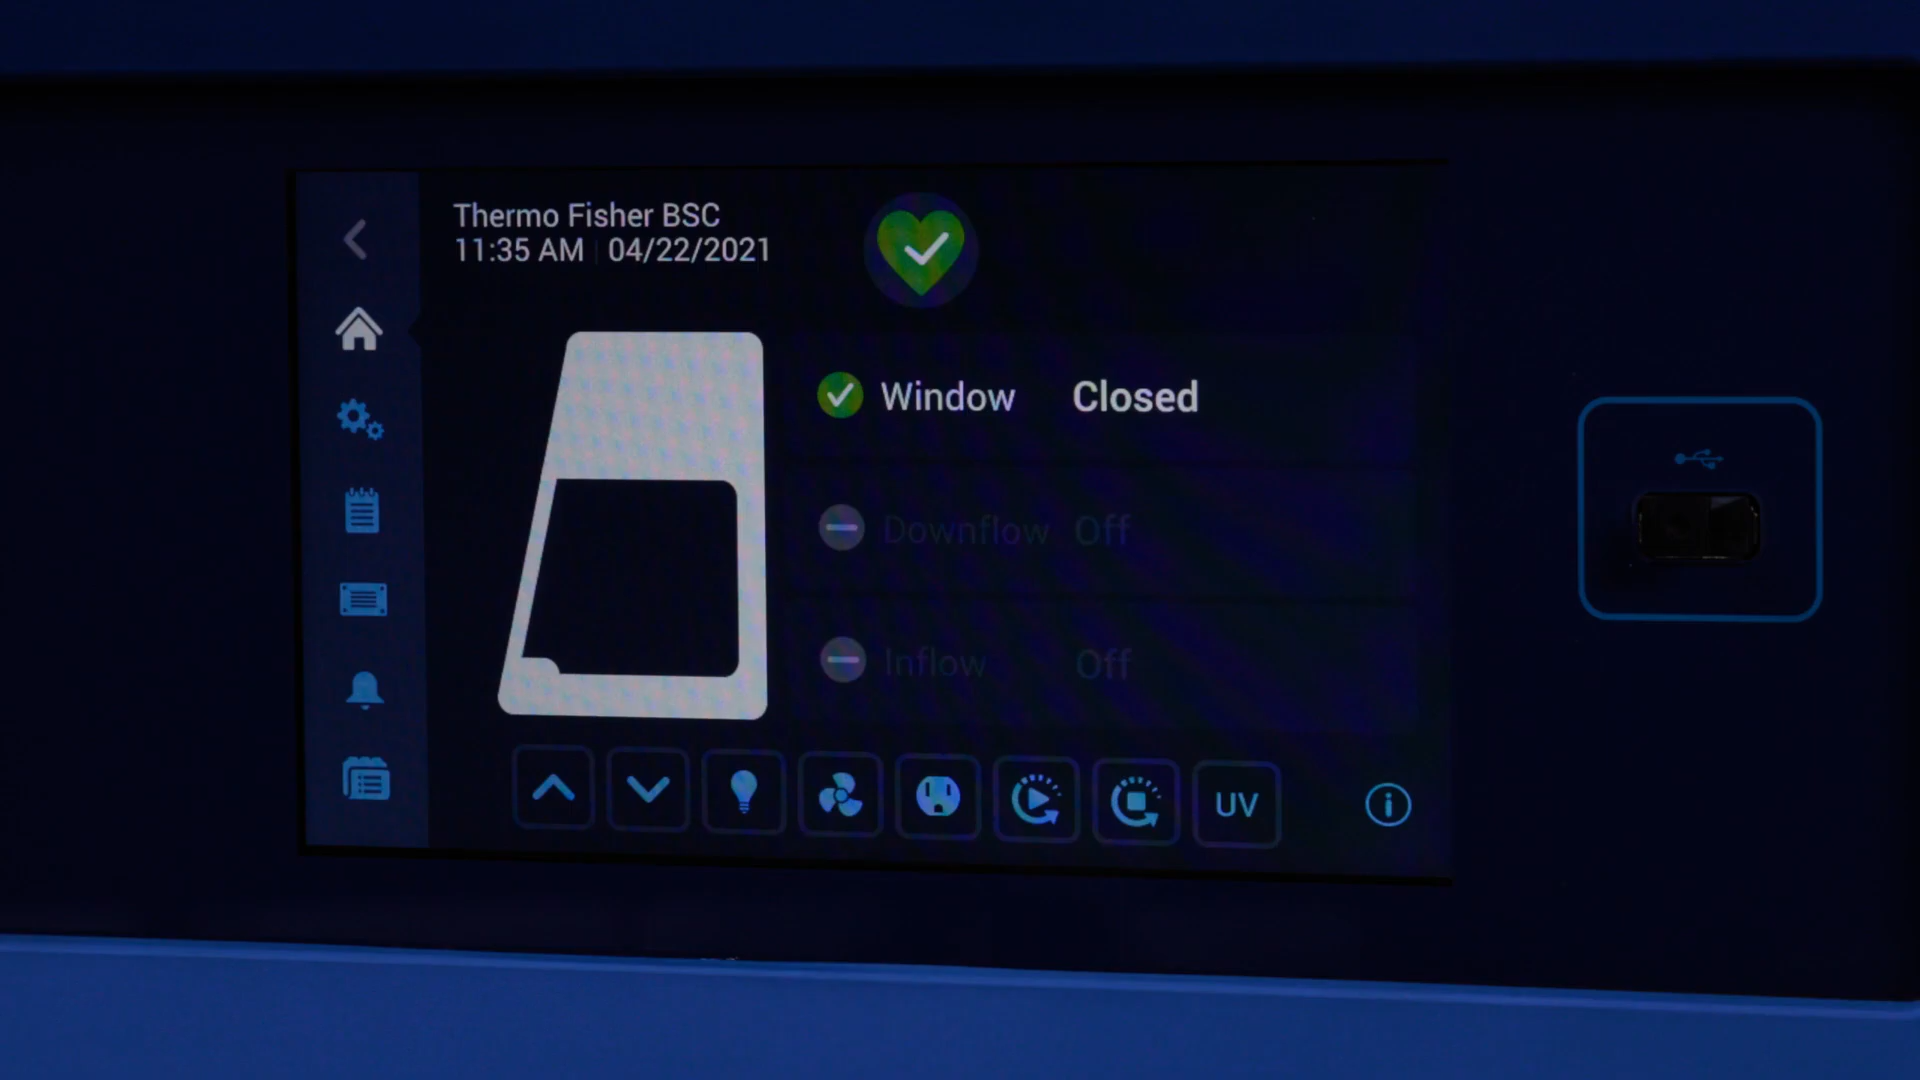 Thermo Fisher BSC
11:35 AM 04/22/2021
Window Closed
Downflow Off
Inflow Off
UV